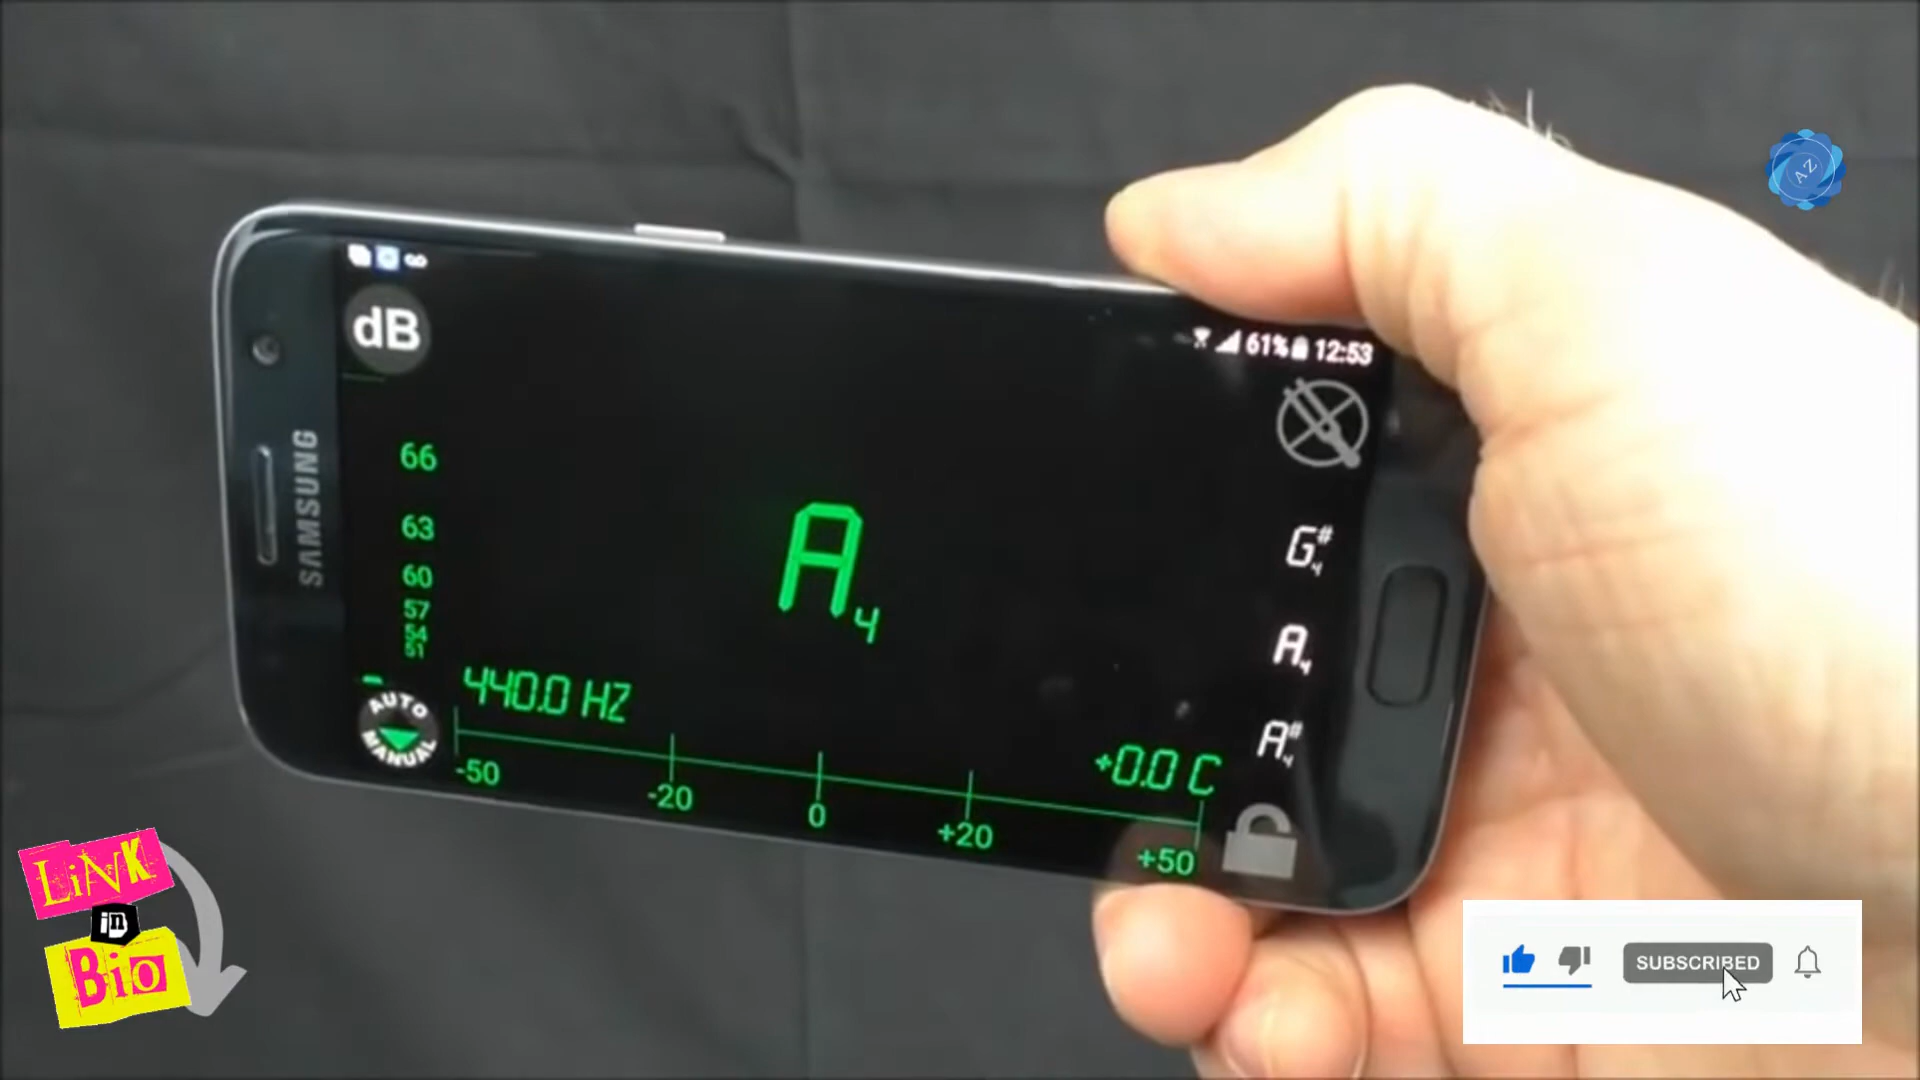 dB
61% 12:53
SAMSUNG
66
63
60
57
54
51
A4
G#4
A4
A#4
440.0 HZ
+0.0 C
AUTO
MANUAL
-50
-20
0
+20
+50
AZ
LiNK
in
Bio
SUBSCRIBED